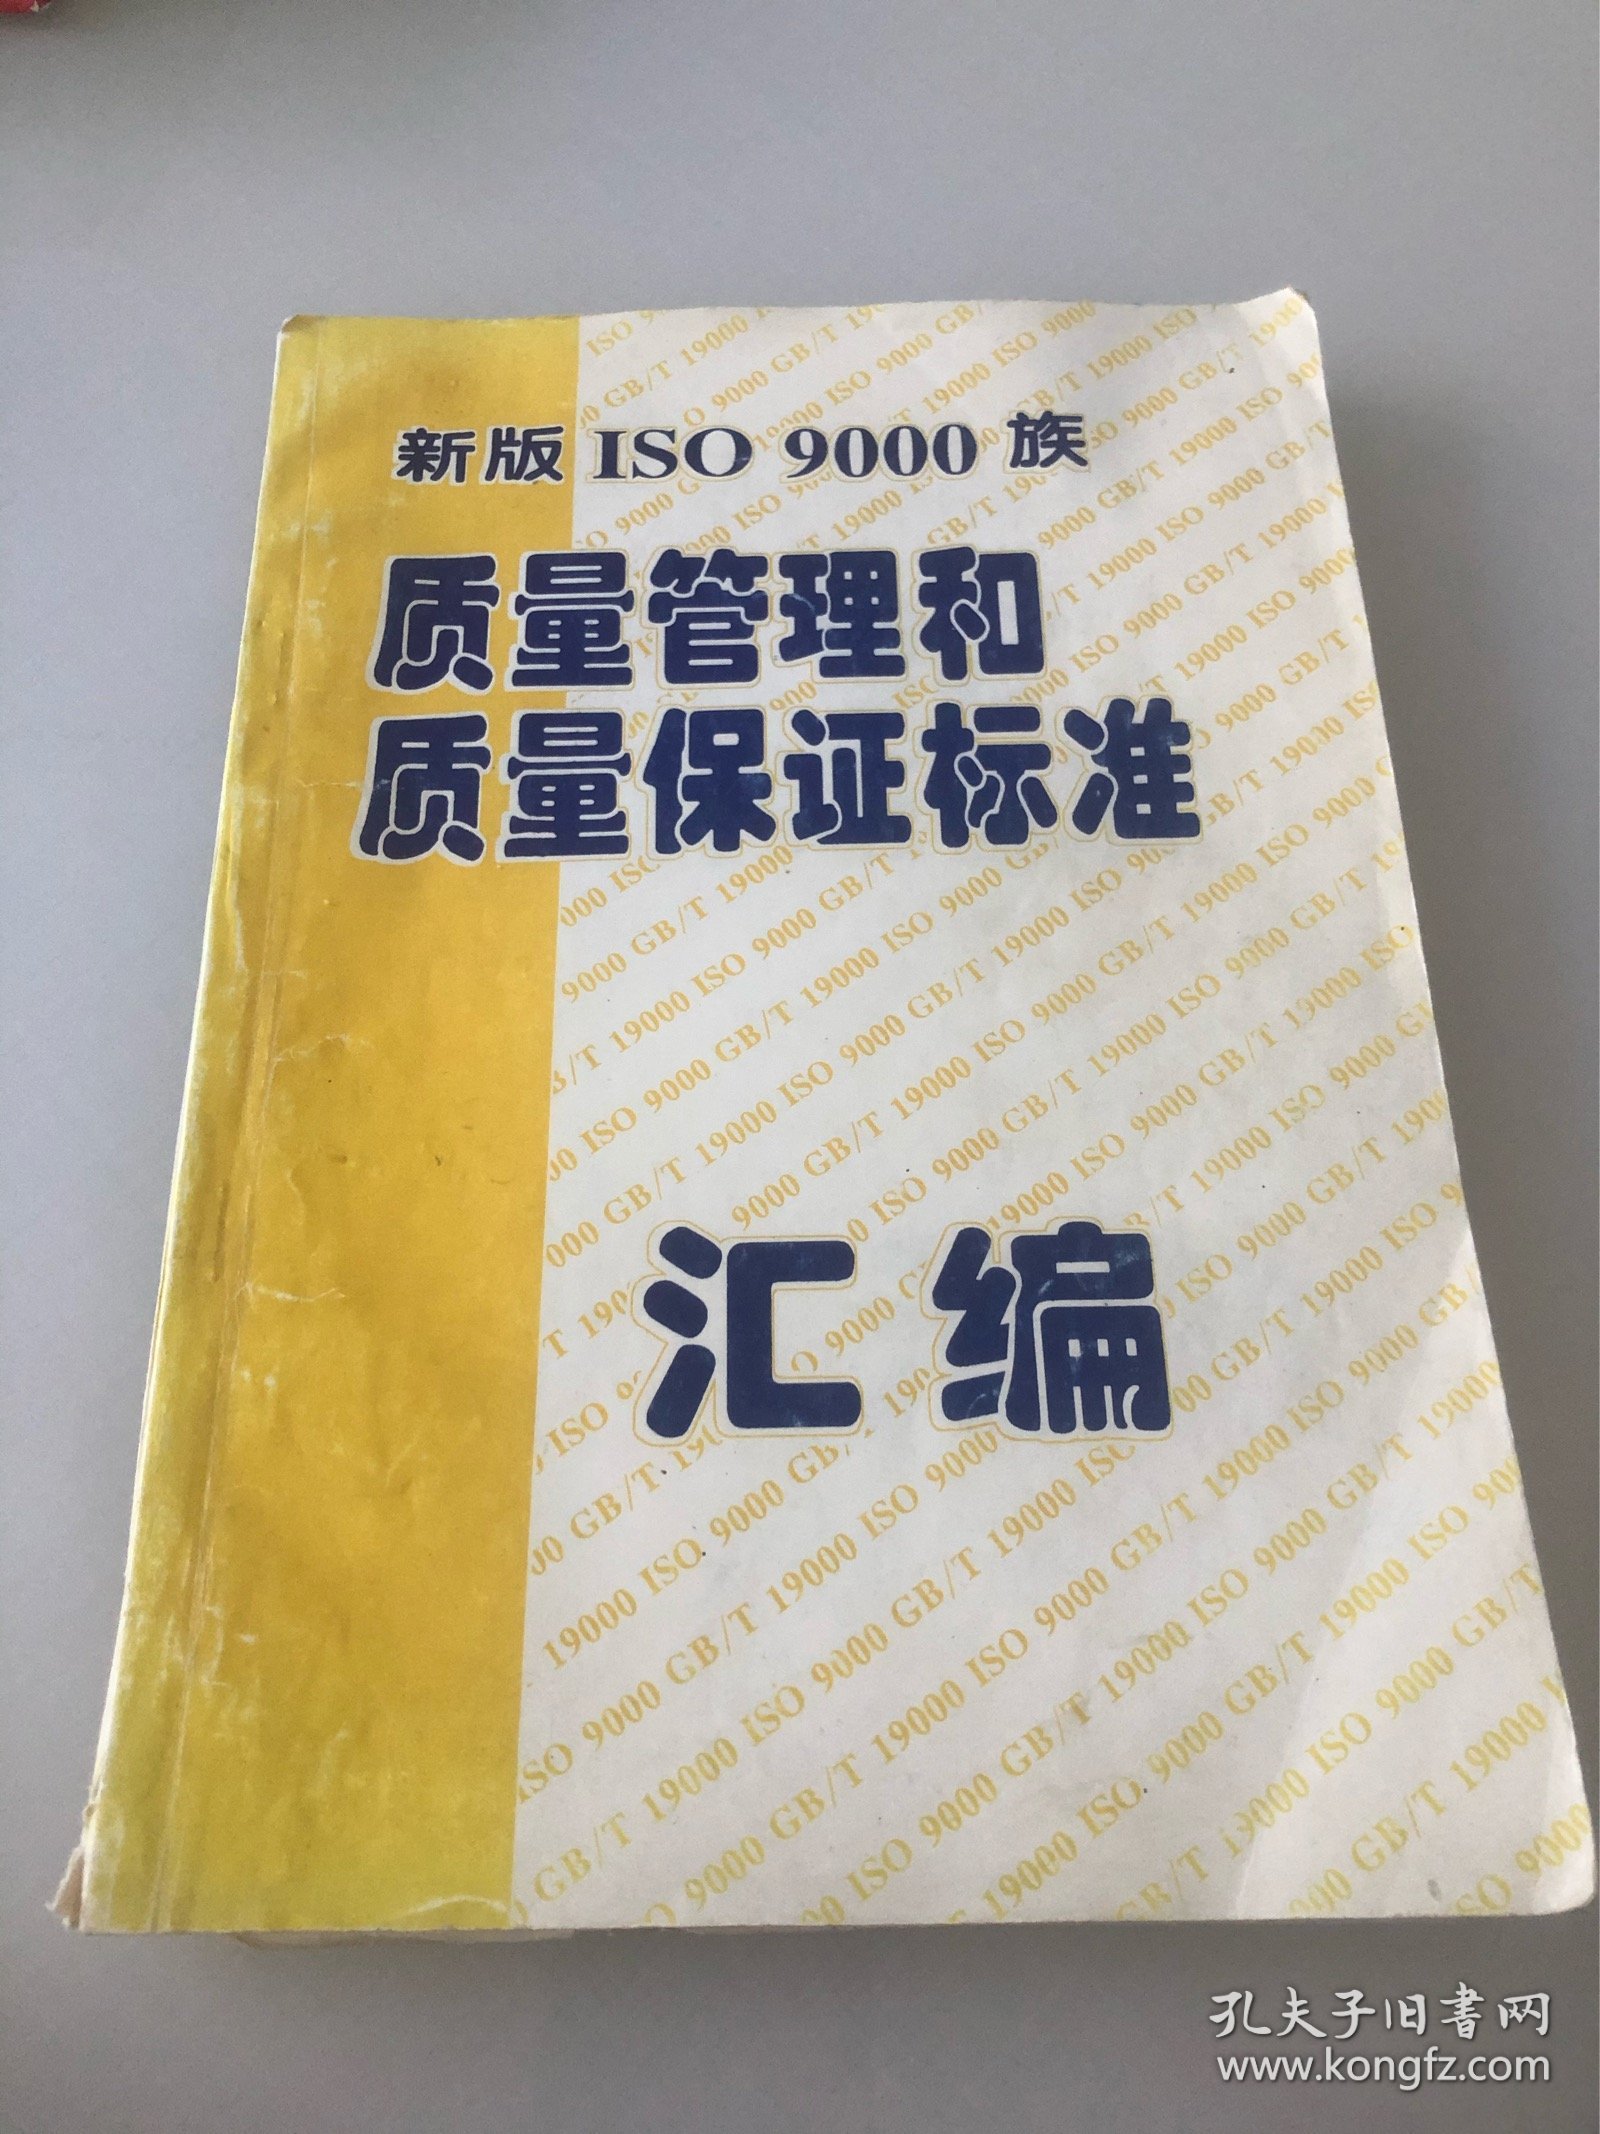 新版 ISO 9000 族
质量管理和
质量保证标准
汇编
孔夫子旧书网
www.kongfz.com